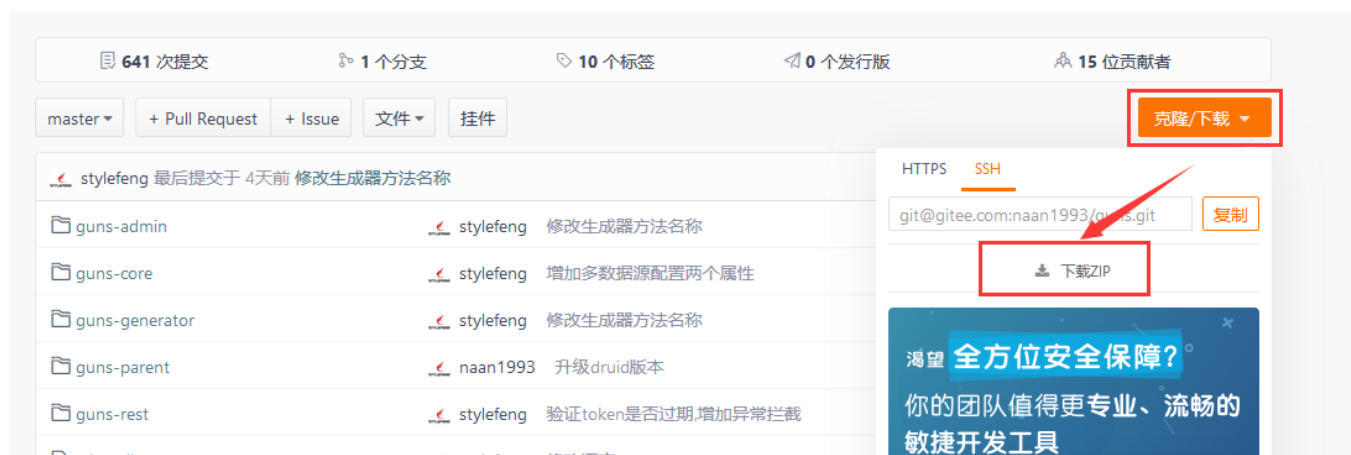 641 次提交 1 个分支 10 个标签 0 个发行版 15 位贡献者
master + Pull Request + Issue 文件 挂件 克隆/下载
stylefeng 最后提交于 4天前 修改生成器方法名称
HTTPS SSH
guns-admin stylefeng 修改生成器方法名称
git@gitee.com:naan1993/guns.git 复制
guns-core stylefeng 增加多数据源配置两个属性
下载ZIP
guns-generator stylefeng 修改生成器方法名称
guns-parent naan1993 升级druid版本
渴望 全方位安全保障?
guns-rest stylefeng 验证token是否过期,增加异常拦截
你的团队值得更专业、流畅的
敏捷开发工具